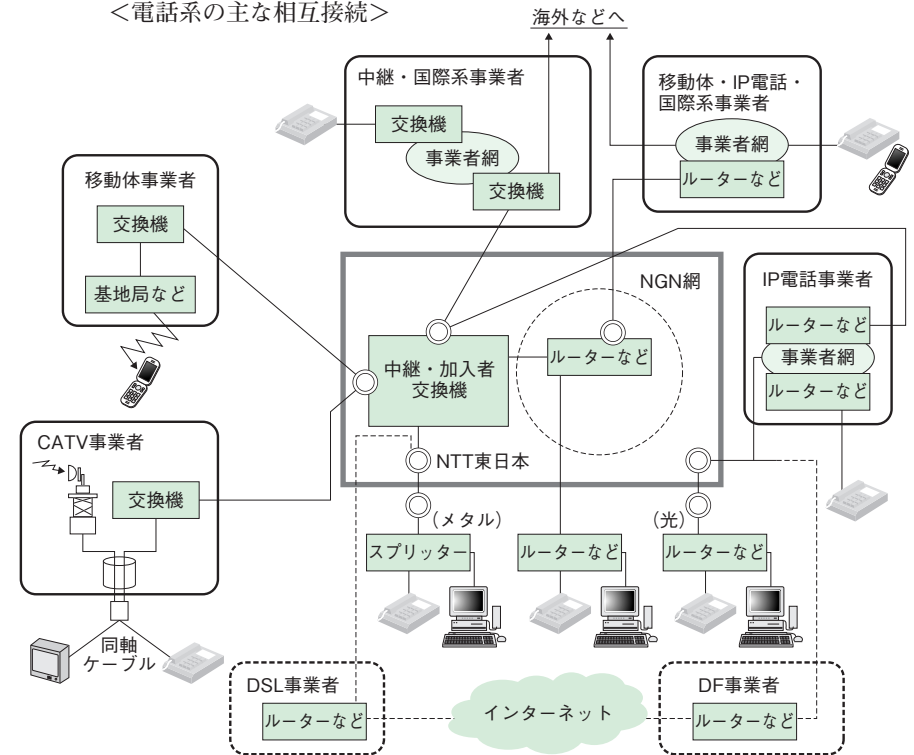 ＜電話系の主な相互接続＞
海外などへ
中継・国際系事業者
交換機
事業者網
交換機
移動体・IP電話・
国際系事業者
事業者網
ルーターなど
移動体事業者
交換機
基地局など
NGN網
中継・加入者
交換機
ルーターなど
IP電話事業者
ルーターなど
事業者網
ルーターなど
CATV事業者
交換機
同軸
ケーブル
NTT東日本
（メタル）
（光）
スプリッター
ルーターなど
ルーターなど
DSL事業者
ルーターなど
インターネット
DF事業者
ルーターなど